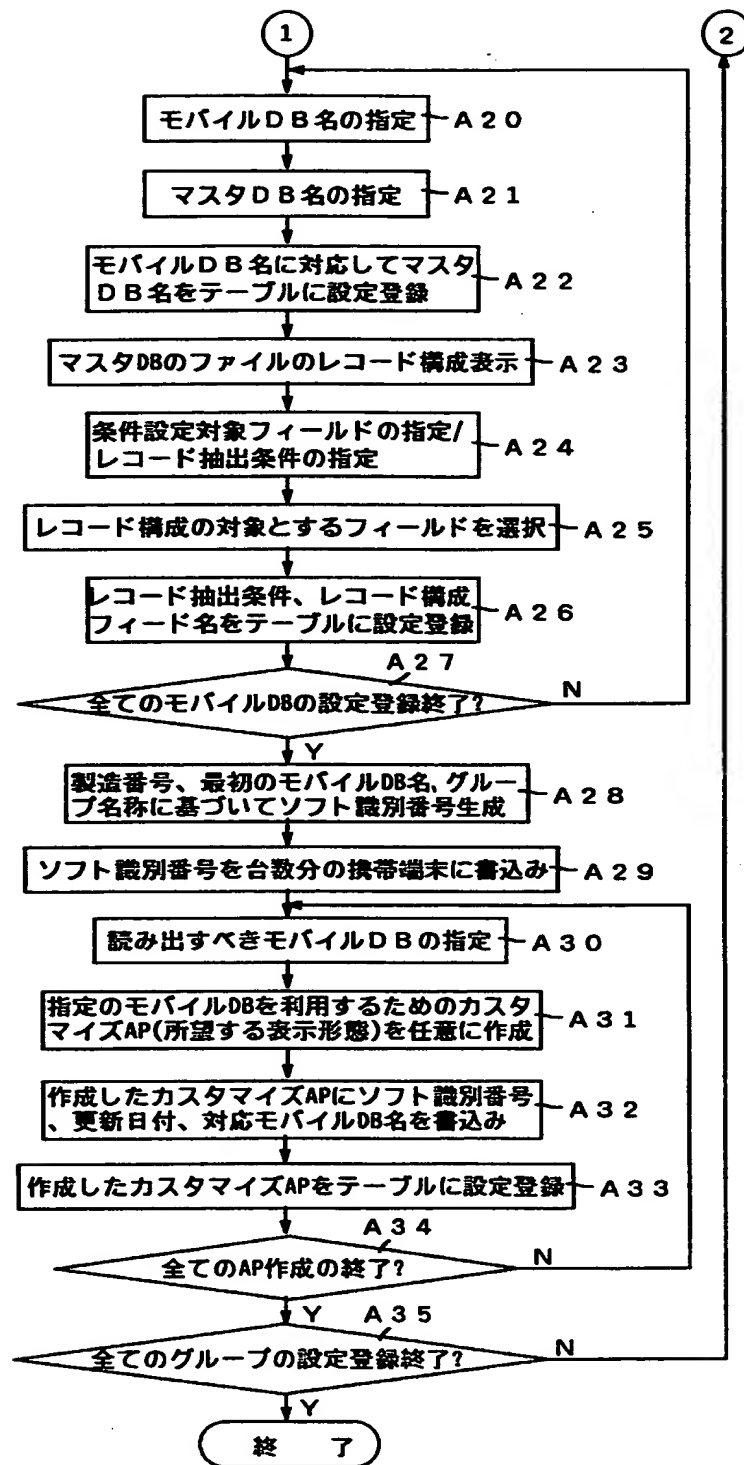 1
2
モバイルDB名の指定
A20
マスタDB名の指定
A21
モバイルDB名に対応してマスタ
DB名をテーブルに設定登録
A22
マスタDBのファイルのレコード構成表示
A23
条件設定対象フィールドの指定/
レコード抽出条件の指定
A24
レコード構成の対象とするフィールドを選択
A25
レコード抽出条件、レコード構成
フィード名をテーブルに設定登録
A26
A27
全てのモバイルDBの設定登録終了?
N
Y
製造番号、最初のモバイルDB名、グルー
プ名称に基づいてソフト識別番号生成
A28
ソフト識別番号を台数分の携帯端末に書込み
A29
読み出すべきモバイルDBの指定
A30
指定のモバイルDBを利用するためのカスタ
マイズAP(所望する表示形態)を任意に作成
A31
作成したカスタマイズAPにソフト識別番号
、更新日付、対応モバイルDB名を書込み
A32
作成したカスタマイズAPをテーブルに設定登録
A33
A34
全てのAP作成の終了?
N
Y
A35
全てのグループの設定登録終了?
N
Y
終 了